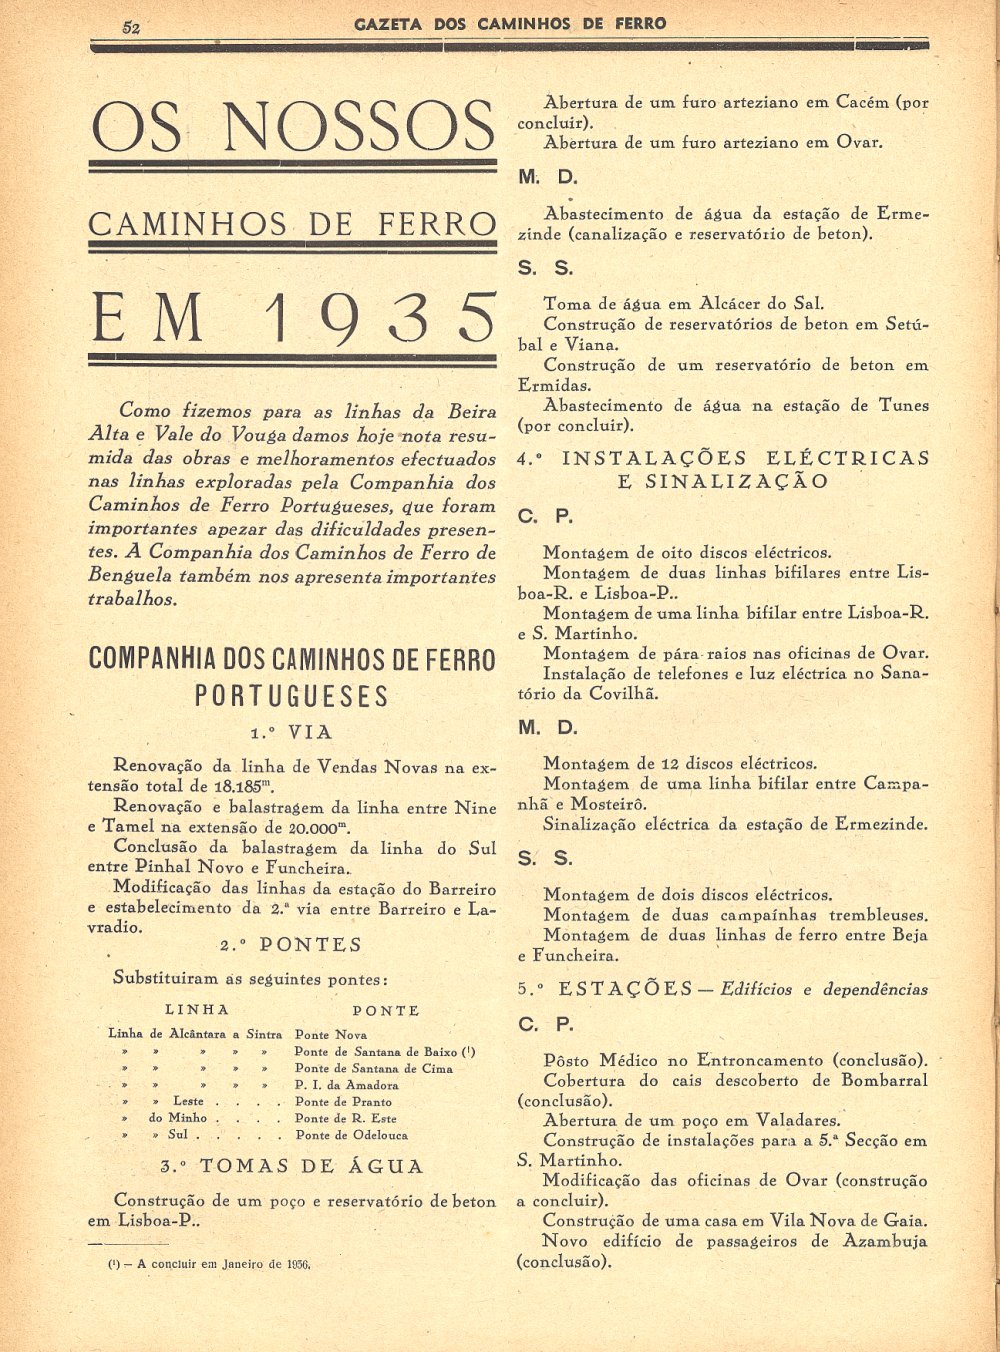 52
GAZETA DOS CAMINHOS DE FERRO
OS NOSSOS
CAMINHOS DE FERRO
EM 1935
Como fizemos para as linhas da Beira
Alta e Vale do Vouga damos hoje nota resu-
mida das obras e melhoramentos efectuados
nas linhas exploradas pela Companhia dos
Caminhos de Ferro Portugueses, que foram
importantes apezar das dificuldades presen-
tes. A Companhia dos Caminhos de Ferro de
Benguela também nos apresenta importantes
trabalhos.
COMPANHIA DOS CAMINHOS DE FERRO
PORTUGUESES
1.º VIA
Renovação da linha de Vendas Novas na ex-
tensão total de 18.185m.
Renovação e balastragem da linha entre Nine
e Tamel na extensão de 20.000m.
Conclusão da balastragem da linha do Sul
entre Pinhal Novo e Funcheira.
Modificação das linhas da estação do Barreiro
e estabelecimento da 2.ª via entre Barreiro e La-
vradio.
2.º PONTES
Substituiram as seguintes pontes:
LINHA PONTE
Linha de Alcântara a Sintra Ponte Nova
» » » » » Ponte de Santana de Baixo (¹)
» » » » » Ponte de Santana de Cima
» » » » » P. I. da Amadora
» » Leste . . . . Ponte de Pranto
» do Minho . . . . Ponte de R. Este
» » Sul . . . . . Ponte de Odelouca
3.º TOMAS DE ÁGUA
Construção de um poço e reservatório de beton
em Lisboa-P..
(¹) — A concluir em Janeiro de 1936.
Abertura de um furo arteziano em Cacém (por
concluir).
Abertura de um furo arteziano em Ovar.
M. D.
Abastecimento de água da estação de Erme-
zinde (canalização e reservatório de beton).
S. S.
Toma de água em Alcácer do Sal.
Construção de reservatórios de beton em Setú-
bal e Viana.
Construção de um reservatório de beton em
Ermidas.
Abastecimento de água na estação de Tunes
(por concluir).
4.º INSTALAÇÕES ELÉCTRICAS
E SINALIZAÇÃO
C. P.
Montagem de oito discos eléctricos.
Montagem de duas linhas bifilares entre Lis-
boa-R. e Lisboa-P..
Montagem de uma linha bifilar entre Lisboa-R.
e S. Martinho.
Montagem de pára-raios nas oficinas de Ovar.
Instalação de telefones e luz eléctrica no Sana-
tório da Covilhã.
M. D.
Montagem de 12 discos eléctricos.
Montagem de uma linha bifilar entre Campa-
nhã e Mosteirô.
Sinalização eléctrica da estação de Ermezinde.
S. S.
Montagem de dois discos eléctricos.
Montagem de duas campaínhas trembleuses.
Montagem de duas linhas de ferro entre Beja
e Funcheira.
5.º ESTAÇÕES — Edifícios e dependências
C. P.
Pôsto Médico no Entroncamento (conclusão).
Cobertura do cais descoberto de Bombarral
(conclusão).
Abertura de um poço em Valadares.
Construção de instalações para a 5.ª Secção em
S. Martinho.
Modificação das oficinas de Ovar (construção
a concluir).
Construção de uma casa em Vila Nova de Gaia.
Novo edifício de passageiros de Azambuja
(conclusão).